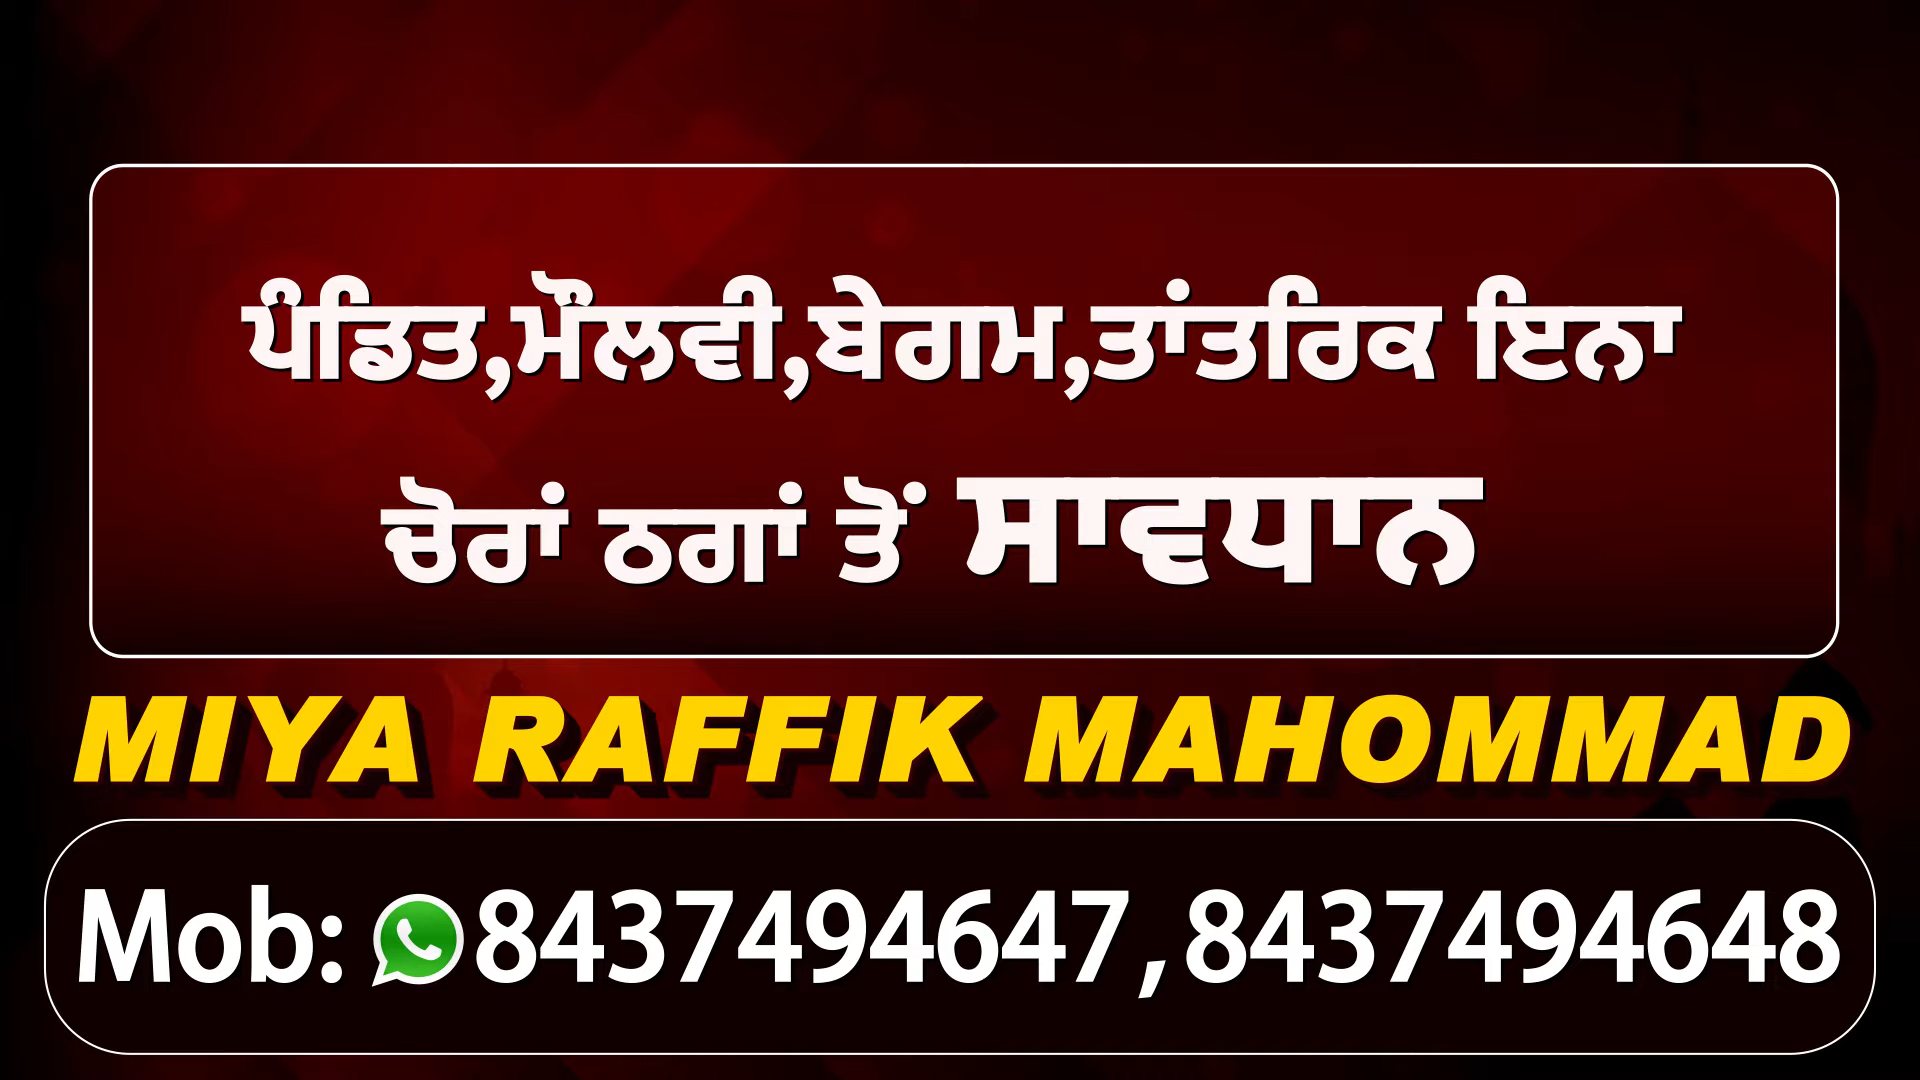 ਪੰਡਿਤ,ਮੌਲਵੀ,ਬੇਗਮ,ਤਾਂਤਰਿਕ ਇਨਾ
ਚੋਰਾਂ ਠਗਾਂ ਤੋਂ ਸਾਵਧਾਨ
MIYA RAFFIK MAHOMMAD
Mob: 8437494647, 8437494648